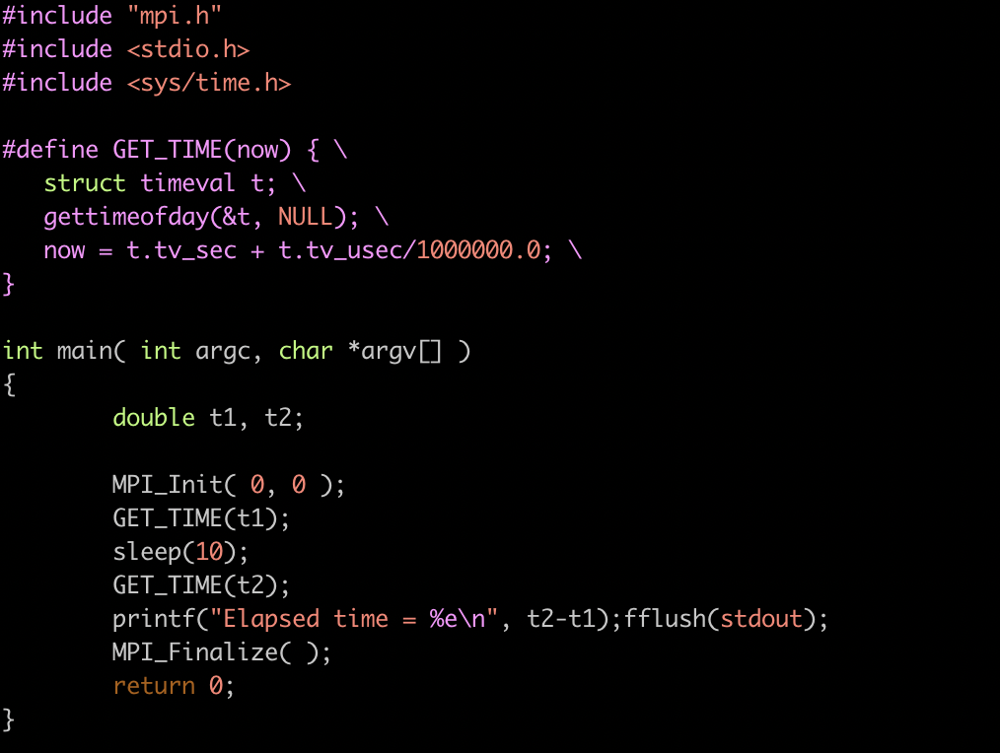 #include "mpi.h"
#include <stdio.h>
#include <sys/time.h>
#define GET_TIME(now) { \
   struct timeval t; \
   gettimeofday(&t, NULL); \
   now = t.tv_sec + t.tv_usec/1000000.0; \
}
int main( int argc, char *argv[] )
{
        double t1, t2;
        MPI_Init( 0, 0 );
        GET_TIME(t1);
        sleep(10);
        GET_TIME(t2);
        printf("Elapsed time = %e\n", t2-t1);fflush(stdout);
        MPI_Finalize( );
        return 0;
}